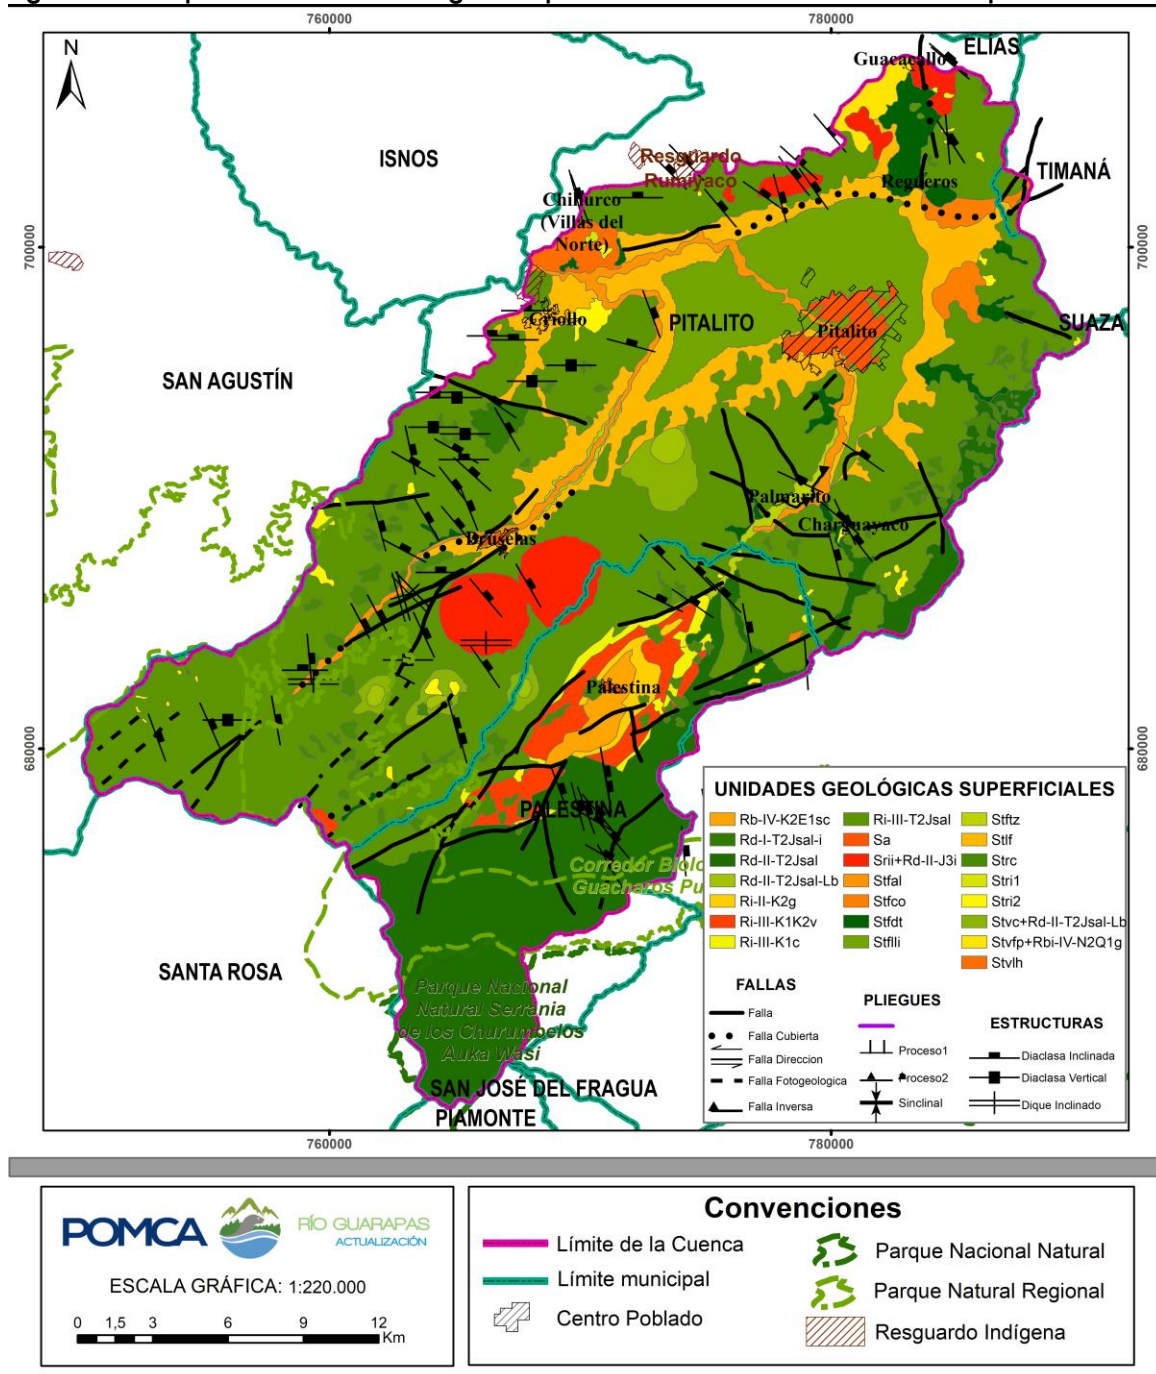 760000
780000
N
ELIAS
Guacacallo
ISNOS
Resguardo
Rumiyaco
TIMANÁ
Regueros
Chillurco
(Villas del
Norte)
700000
700000
Criollo
PITALITO
Pitalito
SUAZA
SAN AGUSTÍN
Palmarito
Charguayaco
Bruselas
Palestina
680000
680000
PALESTINA
Corredor Biolo
Guacharos Pu
SANTA ROSA
Parque Nacional
Natural Serrania
de los Churumbelos
Auka Wasi
SAN JOSÉ DEL FRAGUA
PIAMONTE
UNIDADES GEOLÓGICAS SUPERFICIALES
Rb-IV-K2E1sc
Rd-I-T2Jsal-i
Rd-II-T2Jsal
Rd-II-T2Jsal-Lb
Ri-II-K2g
Ri-III-K1K2v
Ri-III-K1c
Ri-III-T2Jsal
Sa
Srii+Rd-II-J3i
Stfal
Stfco
Stfdt
Stflli
Stftz
Stlf
Strc
Stri1
Stri2
Stvc+Rd-II-T2Jsal-Lb
Stvfp+Rbi-IV-N2Q1g
Stvlh
FALLAS
Falla
Falla Cubierta
Falla Direccion
Falla Fotogeologica
Falla Inversa
PLIEGUES
Proceso1
Proceso2
Sinclinal
ESTRUCTURAS
Diaclasa Inclinada
Diaclasa Vertical
Dique Inclinado
760000
780000
POMCA
RÍO GUARAPAS
ACTUALIZACIÓN
ESCALA GRÁFICA: 1:220.000
0 1,5 3 6 9 12
Km
Convenciones
Límite de la Cuenca
Límite municipal
Centro Poblado
Parque Nacional Natural
Parque Natural Regional
Resguardo Indígena